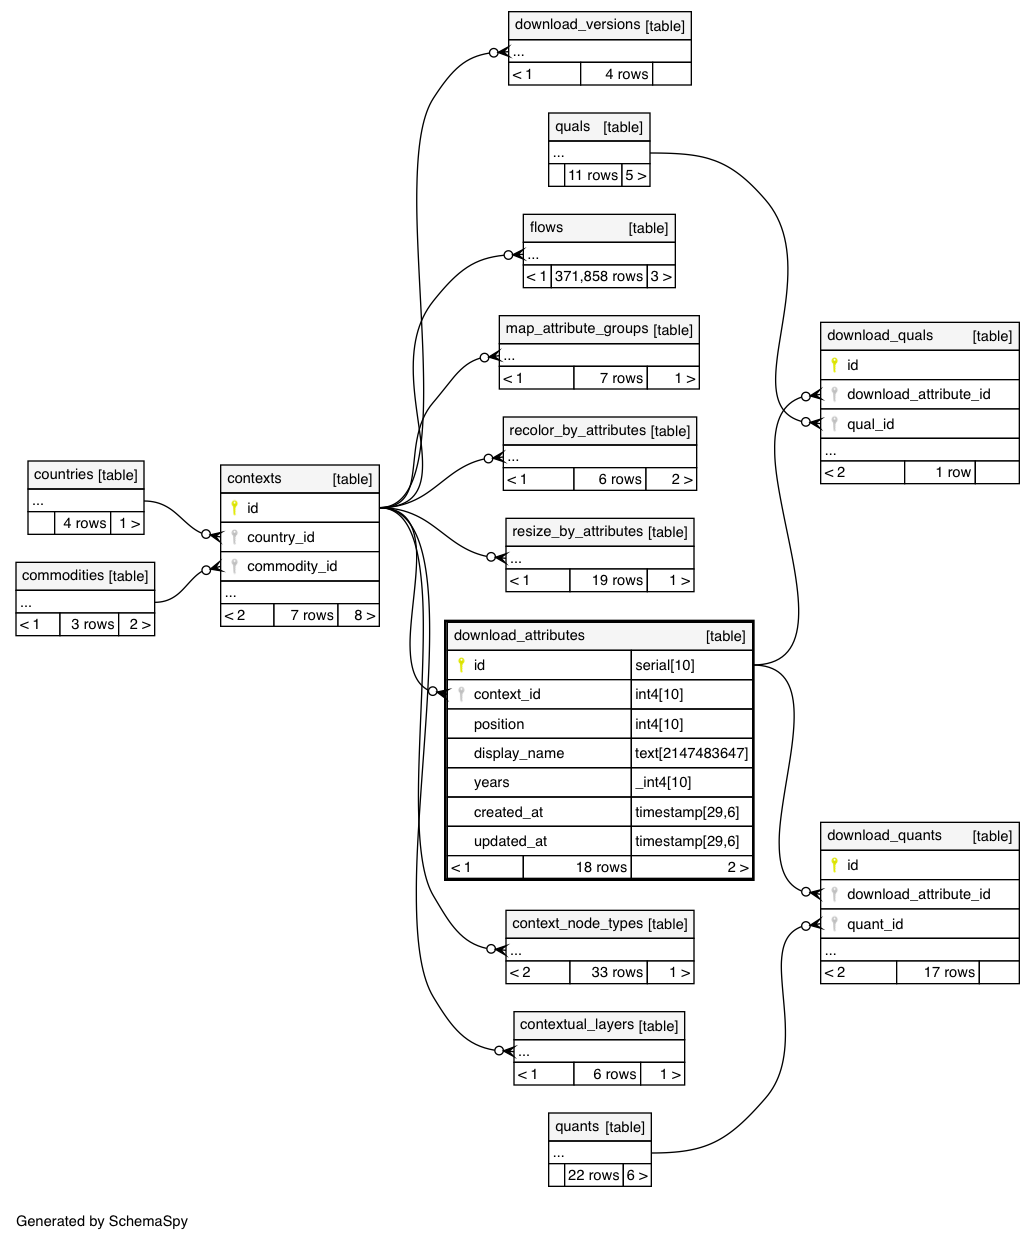 download_versions [table]
...
< 1 4 rows
quals [table]
...
11 rows 5 >
flows [table]
...
< 1 371,858 rows 3 >
map_attribute_groups [table]
...
< 1 7 rows 1 >
recolor_by_attributes [table]
...
< 1 6 rows 2 >
resize_by_attributes [table]
...
< 1 19 rows 1 >
countries [table]
...
4 rows 1 >
commodities [table]
...
< 1 3 rows 2 >
contexts [table]
id
country_id
commodity_id
...
< 2 7 rows 8 >
download_attributes [table]
id serial[10]
context_id int4[10]
position int4[10]
display_name text[2147483647]
years _int4[10]
created_at timestamp[29,6]
updated_at timestamp[29,6]
< 1 18 rows 2 >
download_quals [table]
id
download_attribute_id
qual_id
...
< 2 1 row
download_quants [table]
id
download_attribute_id
quant_id
...
< 2 17 rows
context_node_types [table]
...
< 2 33 rows 1 >
contextual_layers [table]
...
< 1 6 rows 1 >
quants [table]
...
22 rows 6 >
Generated by SchemaSpy